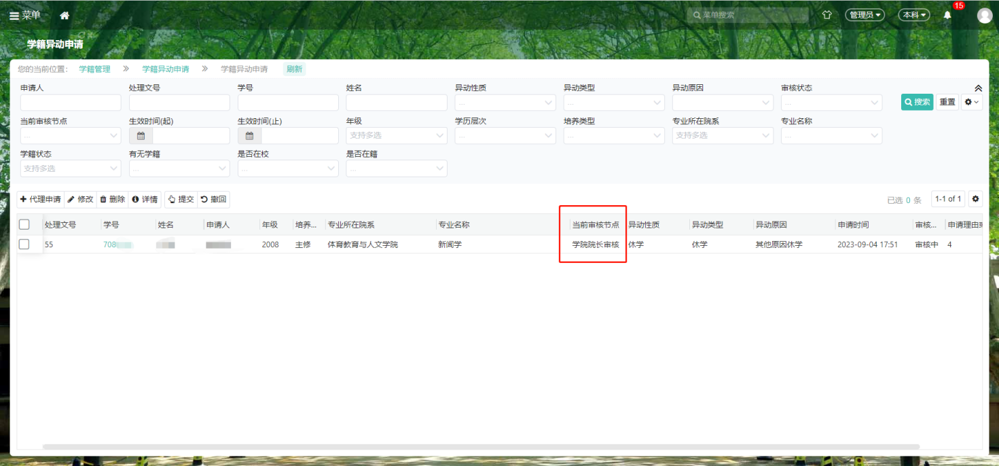 菜单 菜单搜索 管理员 本科 15
学籍异动申请
您的当前位置： 学籍管理 » 学籍异动申请 » 学籍异动申请 刷新
申请人 处理文号 学号 姓名 异动性质 异动类型 异动原因 审核状态
... ... ... 搜索 重置
当前审核节点 生效时间(起) 生效时间(止) 年级 学历层次 培养类型 专业所在院系 专业名称
... 支持多选 ... ... 支持多选 ...
学籍状态 有无学籍 是否在校 是否在籍
支持多选 ... ... ...
代理申请 修改 删除 详情 提交 撤回 已选 0 条 1-1 of 1
处理文号 学号 姓名 申请人 年级 培养... 专业所在院系 专业名称 当前审核节点 异动性质 异动类型 异动原因 申请时间 审核... 申请理由
55 708 2008 主修 体育教育与人文学院 新闻学 学院院长审核 休学 休学 其他原因休学 2023-09-04 17:51 审核中 4